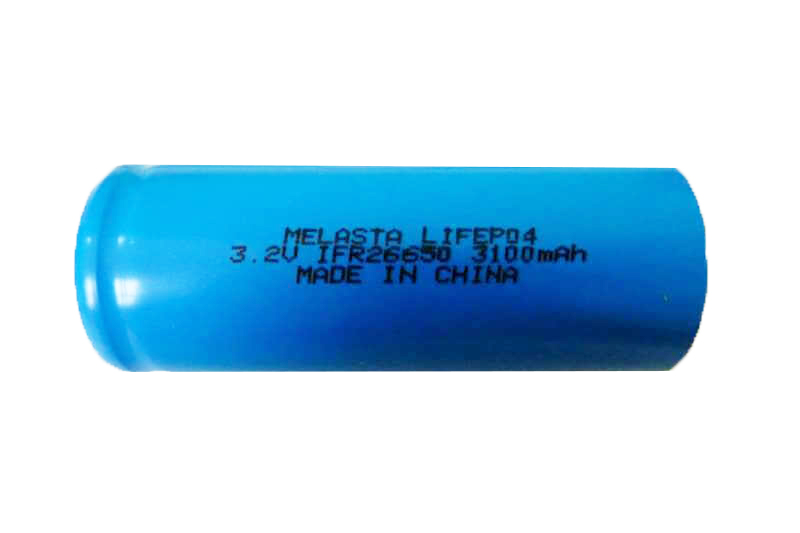 MELASTA LIFEPO4
3.2V IFR26650 3100mAh
MADE IN CHINA